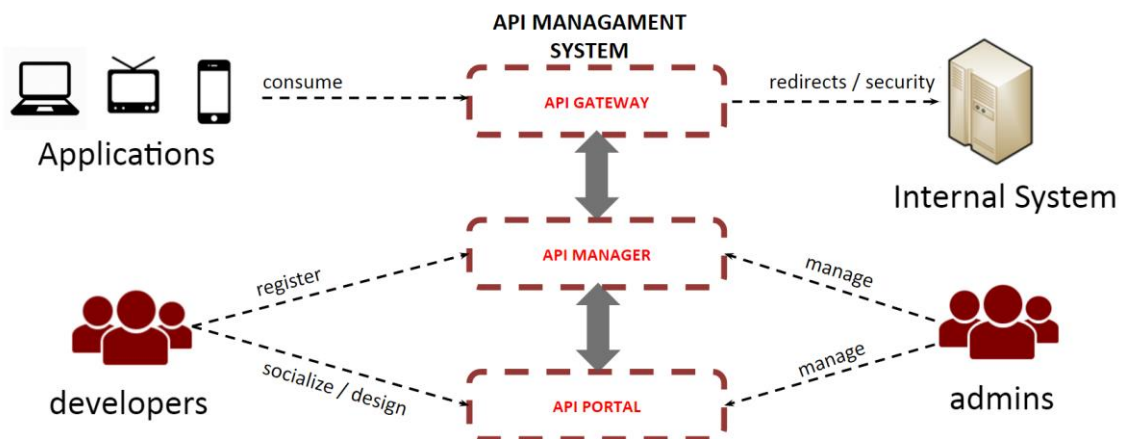 API MANAGAMENT
SYSTEM
consume
API GATEWAY
redirects / security
Applications
Internal System
register
API MANAGER
manage
socialize / design
manage
developers
API PORTAL
admins